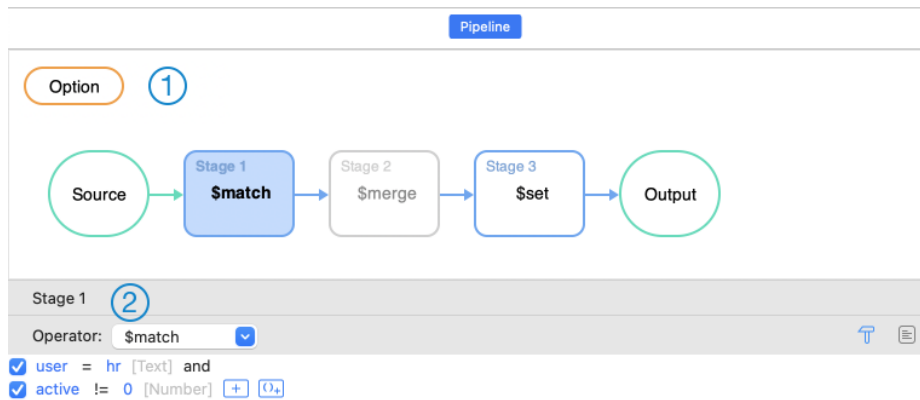 Pipeline
Option
1
Stage 1
$match
Stage 2
$merge
Stage 3
$set
Source
Output
Stage 1
2
Operator: $match
user = hr [Text] and
active != 0 [Number] + ()+